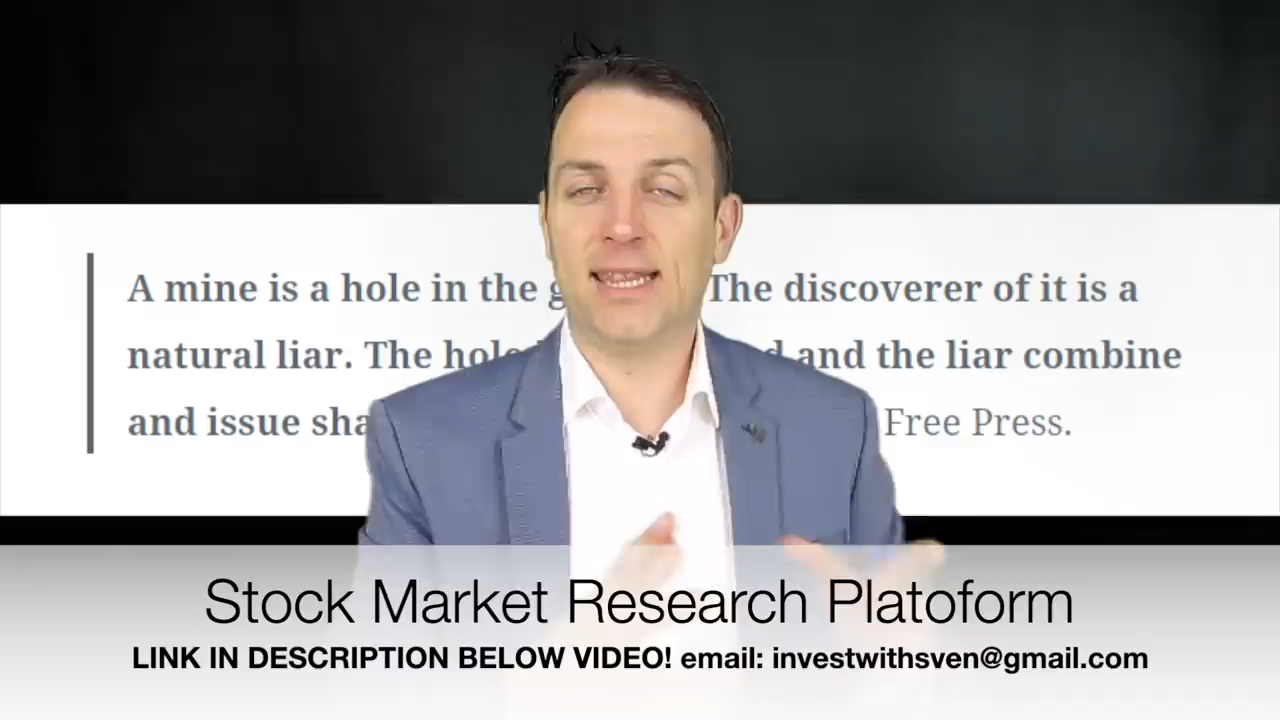 A mine is a hole in the The discoverer of it is a
natural liar. The hole and the liar combine
and issue Free Press.
Stock Market Research Platoform
LINK IN DESCRIPTION BELOW VIDEO! email: investwithsven@gmail.com